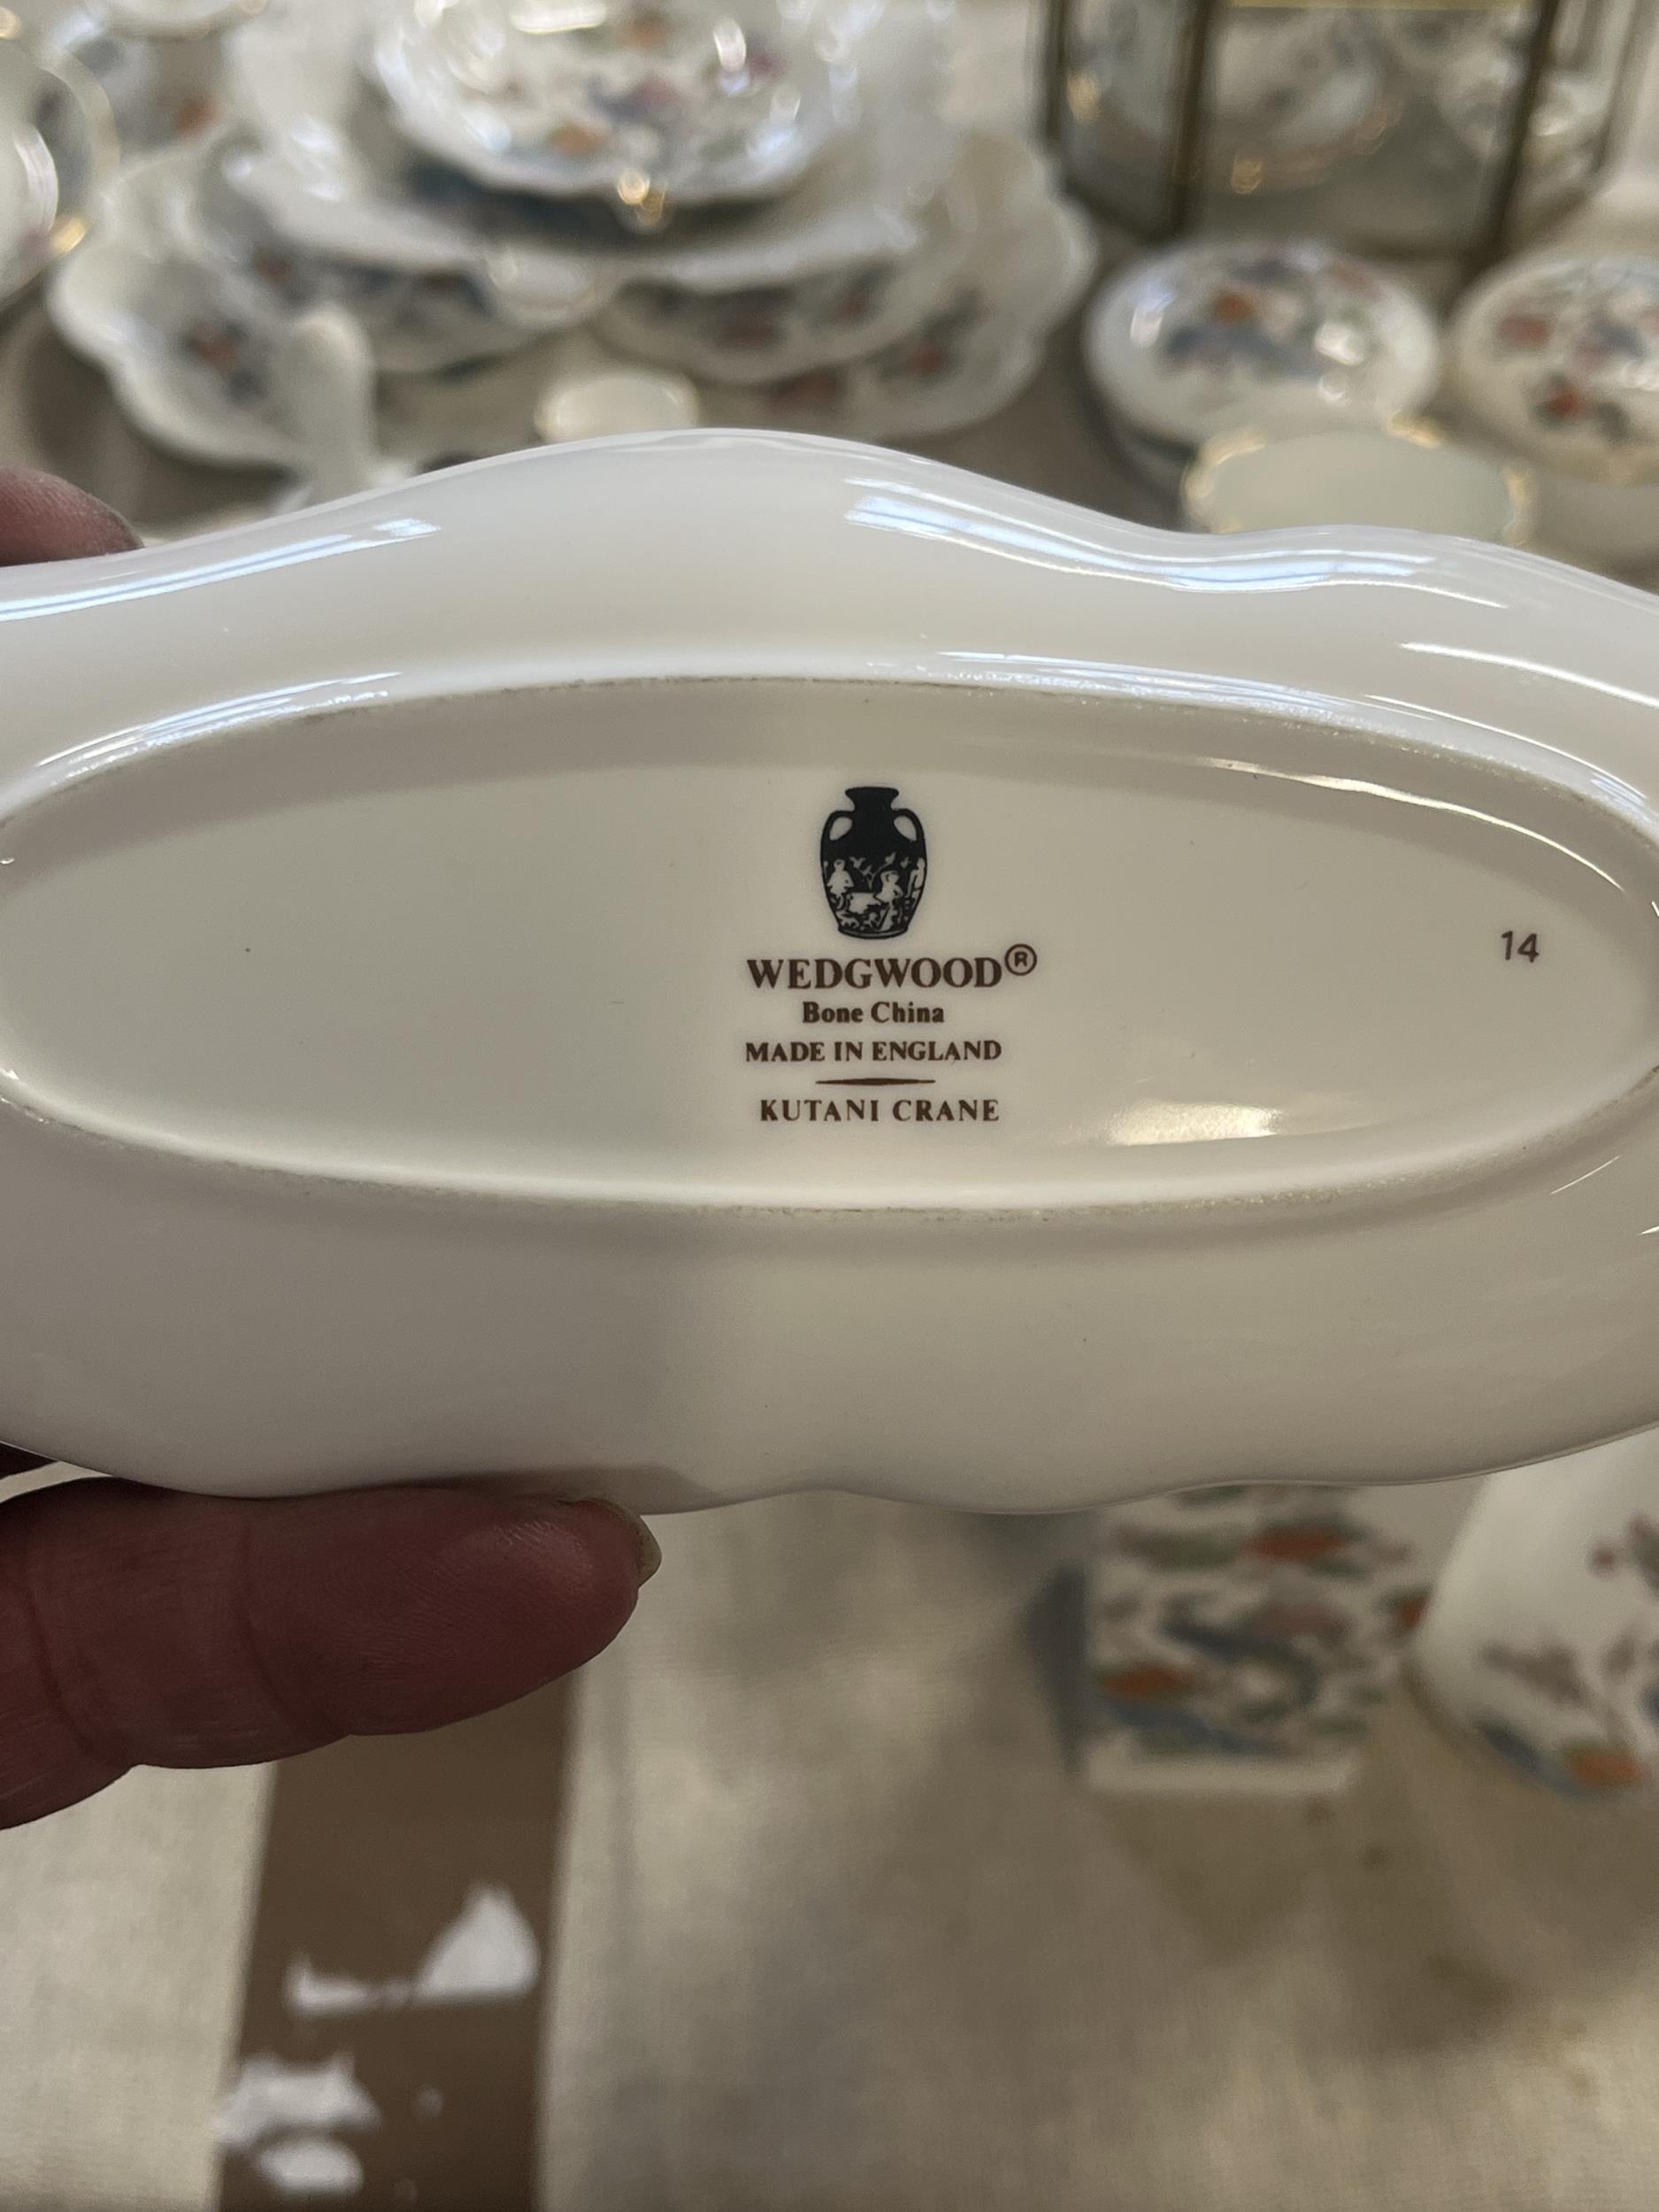 WEDGWOOD®
Bone China
MADE IN ENGLAND
KUTANI CRANE
14